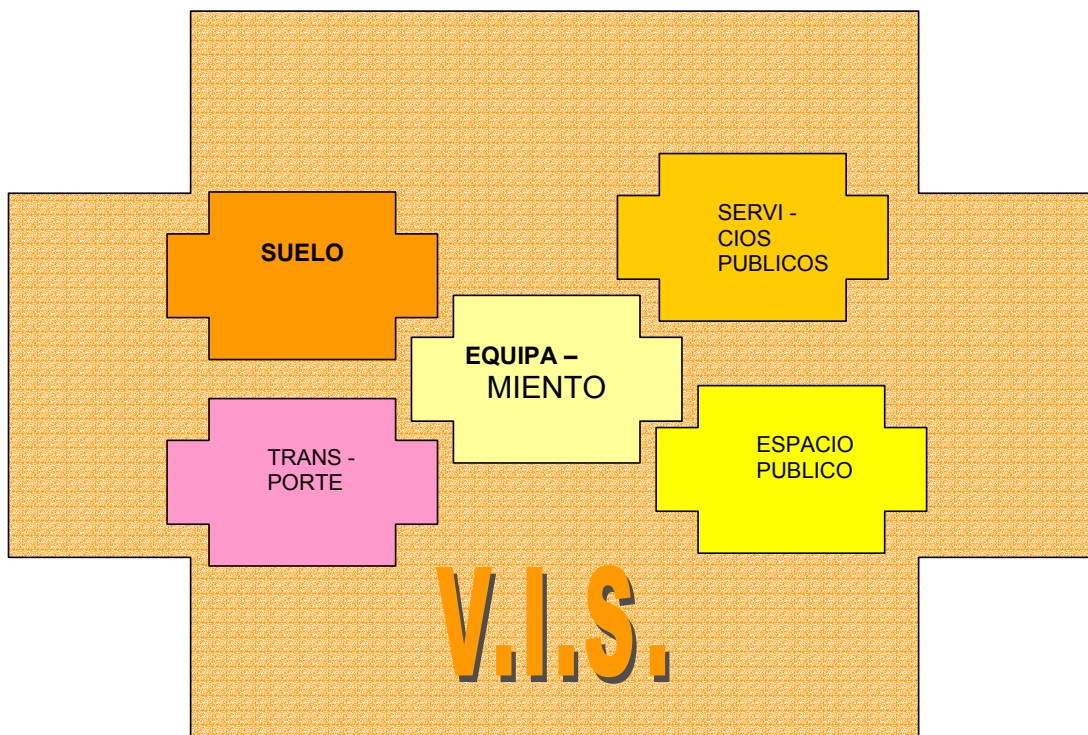 SUELO
SERVI -
CIOS
PUBLICOS
EQUIPA –
MIENTO
TRANS -
PORTE
ESPACIO
PUBLICO
V.I.S.